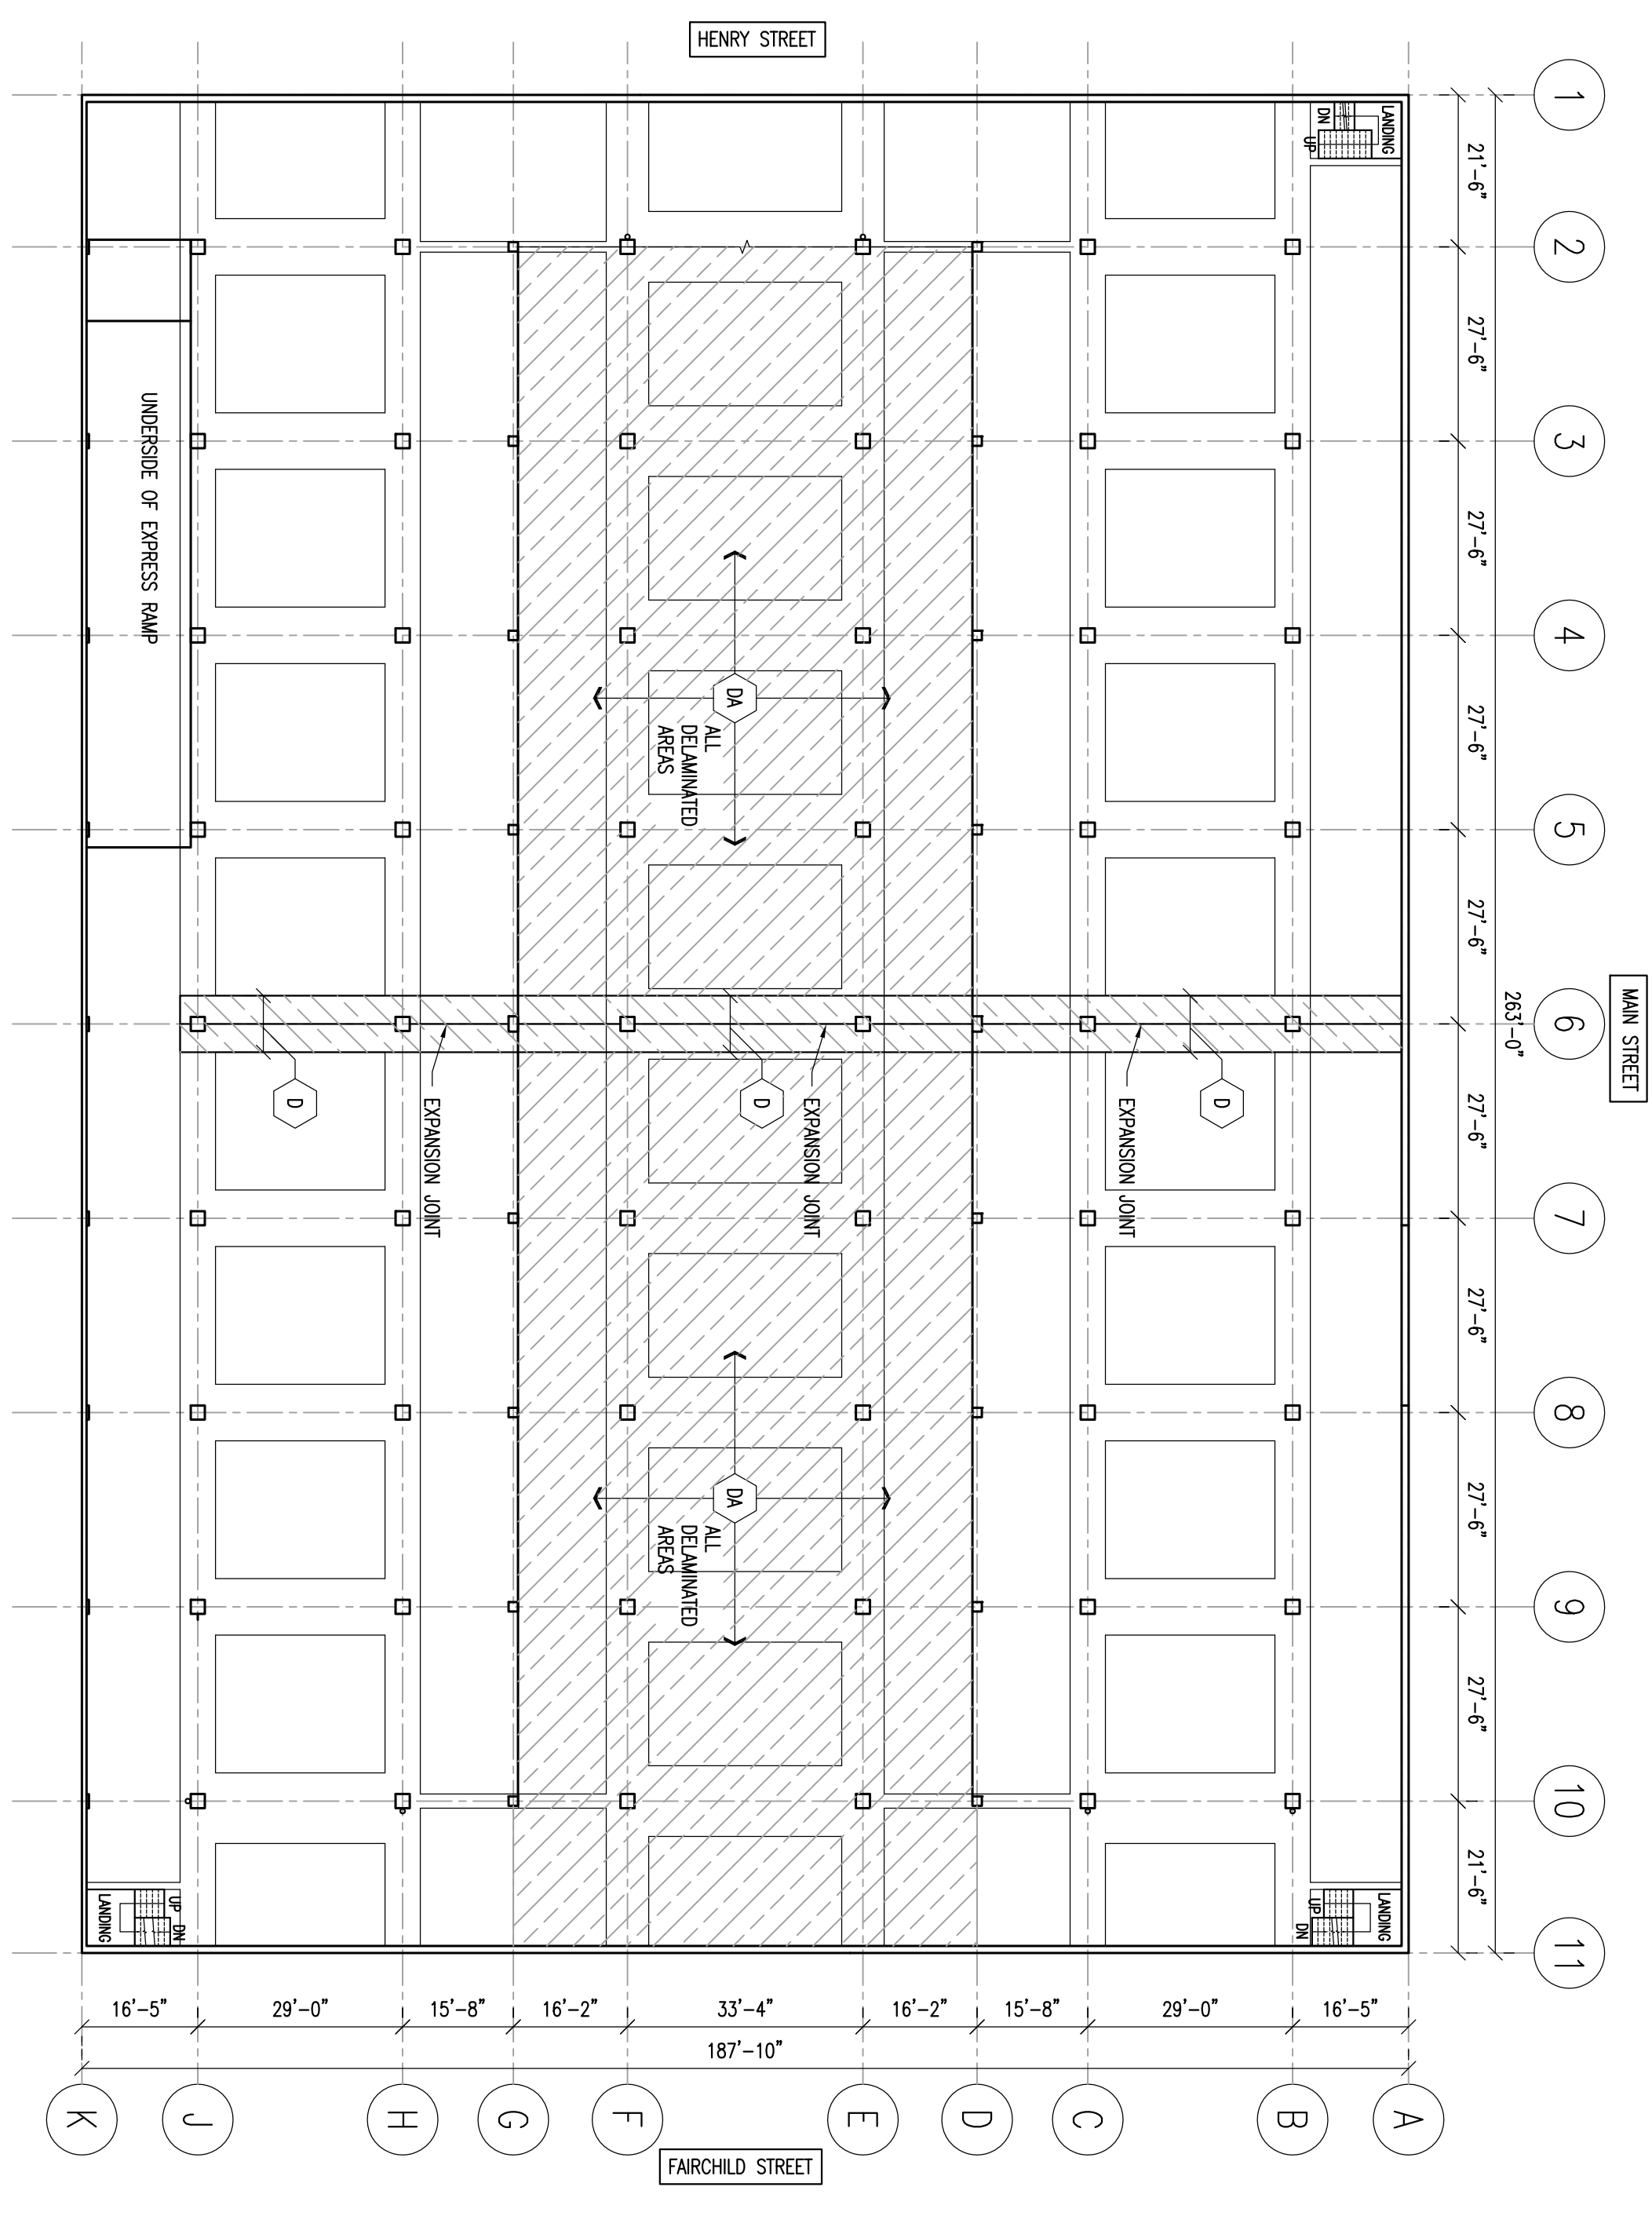 HENRY STREET
1
2
3
4
5
6
7
8
9
10
11
21'-6"
27'-6"
27'-6"
27'-6"
27'-6"
27'-6"
27'-6"
27'-6"
27'-6"
21'-6"
263'-0"
MAIN STREET
LANDING
DN
UP
UNDERSIDE OF EXPRESS RAMP
DA
ALL
DELAMINATED
AREAS
D
EXPANSION JOINT
D
EXPANSION JOINT
D
EXPANSION JOINT
DA
ALL
DELAMINATED
AREAS
UP
DN
LANDING
LANDING
UP
DN
16'-5"
29'-0"
15'-8"
16'-2"
33'-4"
16'-2"
15'-8"
29'-0"
16'-5"
187'-10"
K
J
H
G
F
E
D
C
B
A
FAIRCHILD STREET